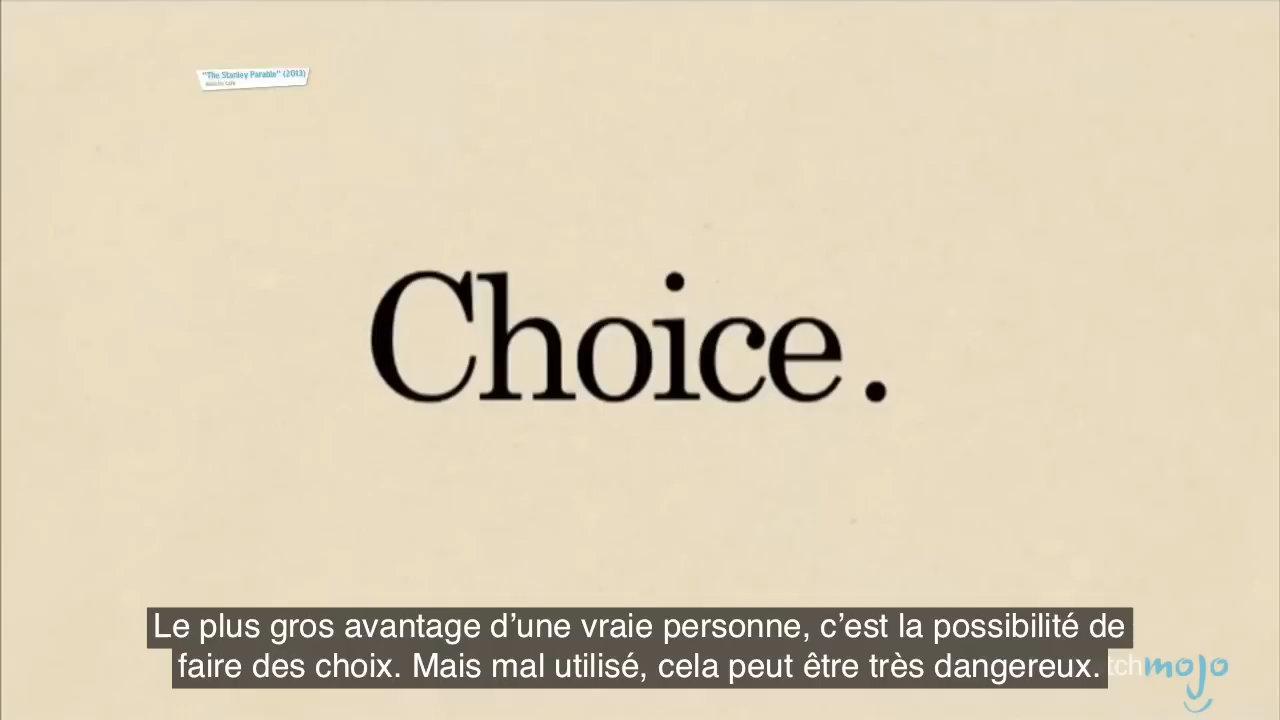 "The Stanley Parable" (2013)
Choice.
Le plus gros avantage d'une vraie personne, c'est la possibilité de
faire des choix. Mais mal utilisé, cela peut être très dangereux.
tchmojo